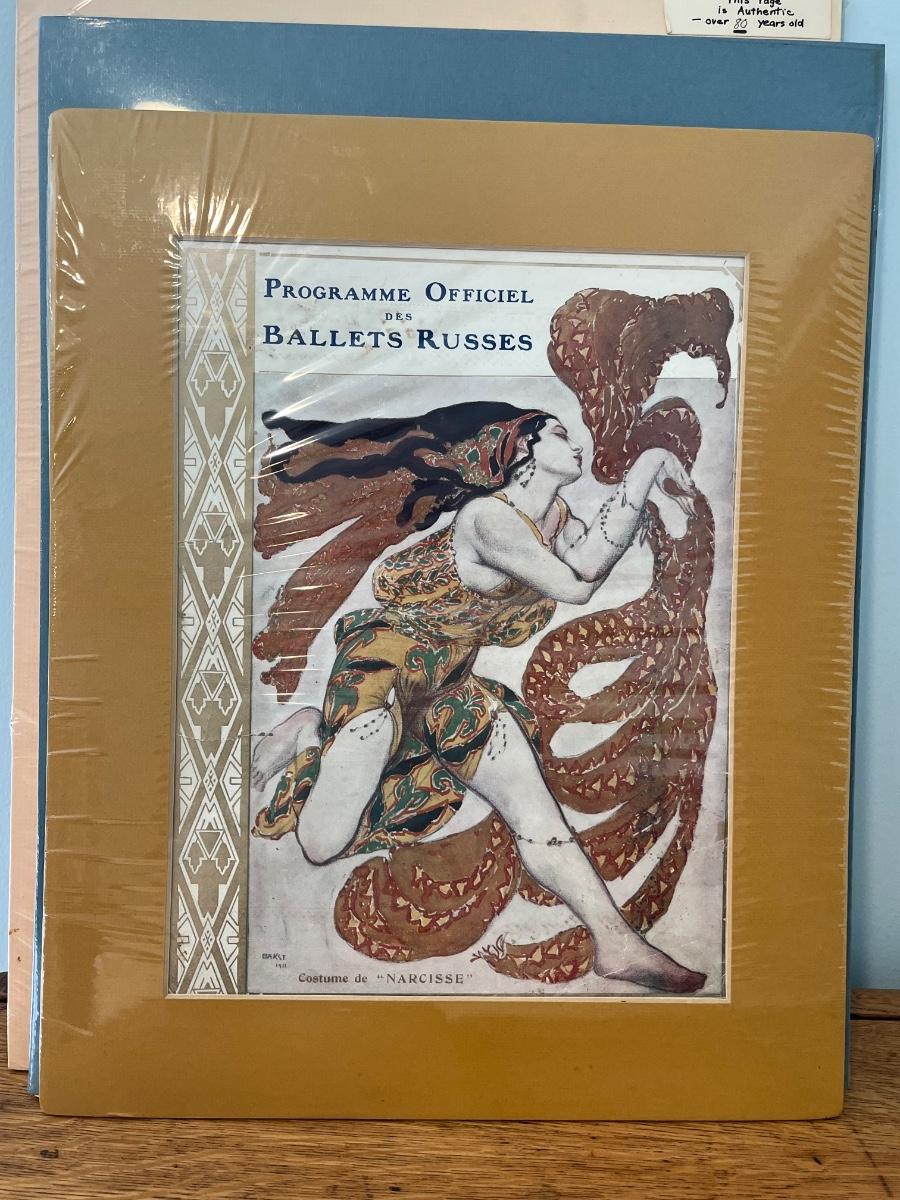 This Page
is Authentic
— over 80 years old
PROGRAMME OFFICIEL
DES
BALLETS RUSSES
BAKST
1911
Costume de "NARCISSE"